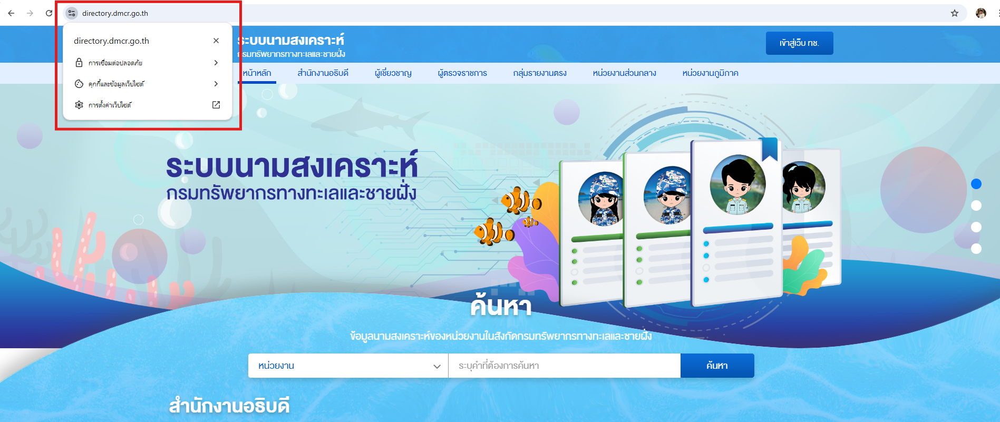 directory.dmcr.go.th
directory.dmcr.go.th
การเชื่อมต่อปลอดภัย
คุกกี้และข้อมูลเว็บไซต์
การตั้งค่าเว็บไซต์
ระบบนามสงเคราะห์
กรมทรัพยากรทางทะเลและชายฝั่ง
เข้าสู่เว็บ ทช.
หน้าหลัก สำนักงานอธิบดี ผู้เชี่ยวชาญ ผู้ตรวจราชการ กลุ่มรายงานตรง หน่วยงานส่วนกลาง หน่วยงานภูมิภาค
ระบบนามสงเคราะห์
กรมทรัพยากรทางทะเลและชายฝั่ง
ค้นหา
ข้อมูลนามสงเคราะห์ของหน่วยงานในสังกัดกรมทรัพยากรทางทะเลและชายฝั่ง
หน่วยงาน ระบุคำที่ต้องการค้นหา ค้นหา
สำนักงานอธิบดี